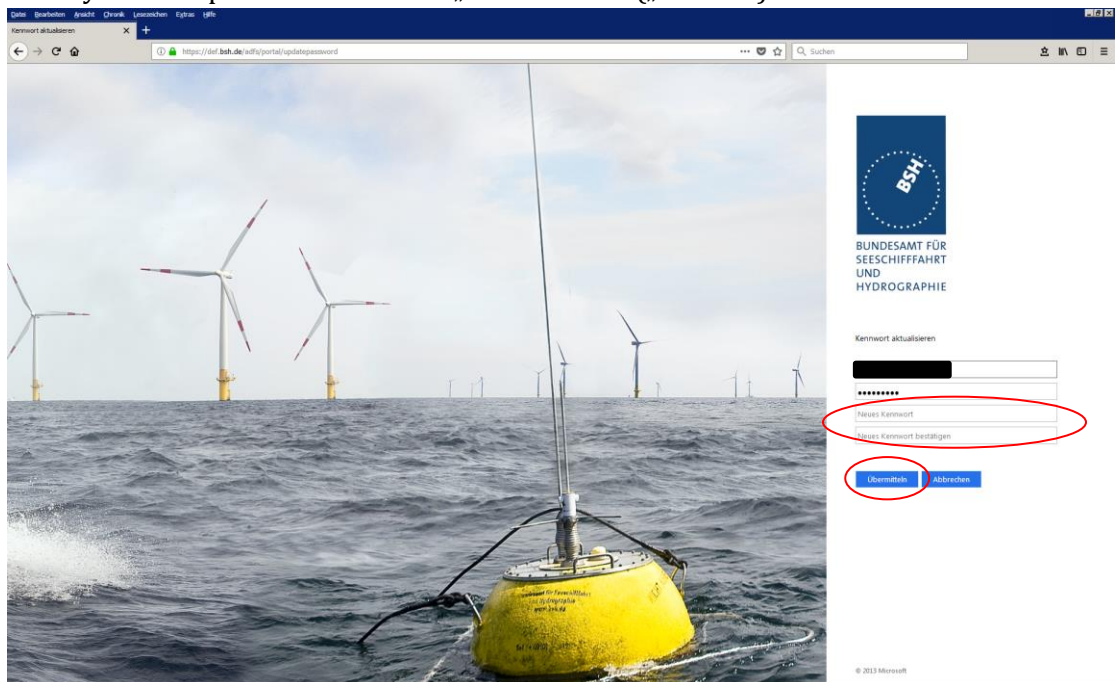 Datei Bearbeiten Ansicht Chronik Lesezeichen Extras Hilfe
Kennwort aktualisieren
https://def.bsh.de/adfs/portal/updatepassword
Suchen
BSH
BUNDESAMT FÜR
SEESCHIFFFAHRT
UND
HYDROGRAPHIE
Kennwort aktualisieren
Neues Kennwort
Neues Kennwort bestätigen
Übermitteln Abbrechen
© 2013 Microsoft